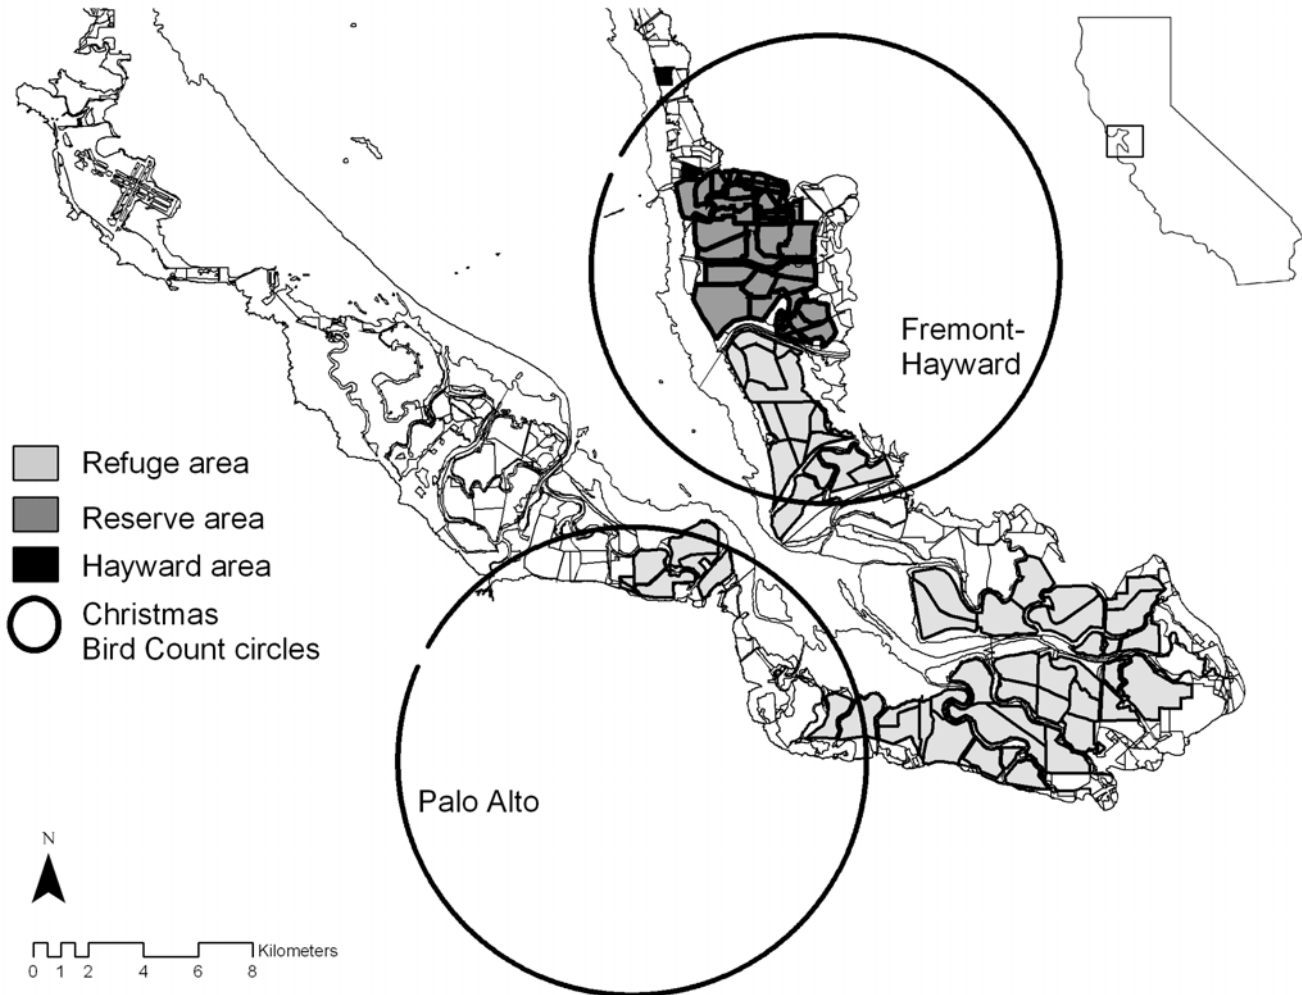 Fremont-
Hayward
Refuge area
Reserve area
Hayward area
Christmas
Bird Count circles
Palo Alto
N
Kilometers
0 1 2 4 6 8